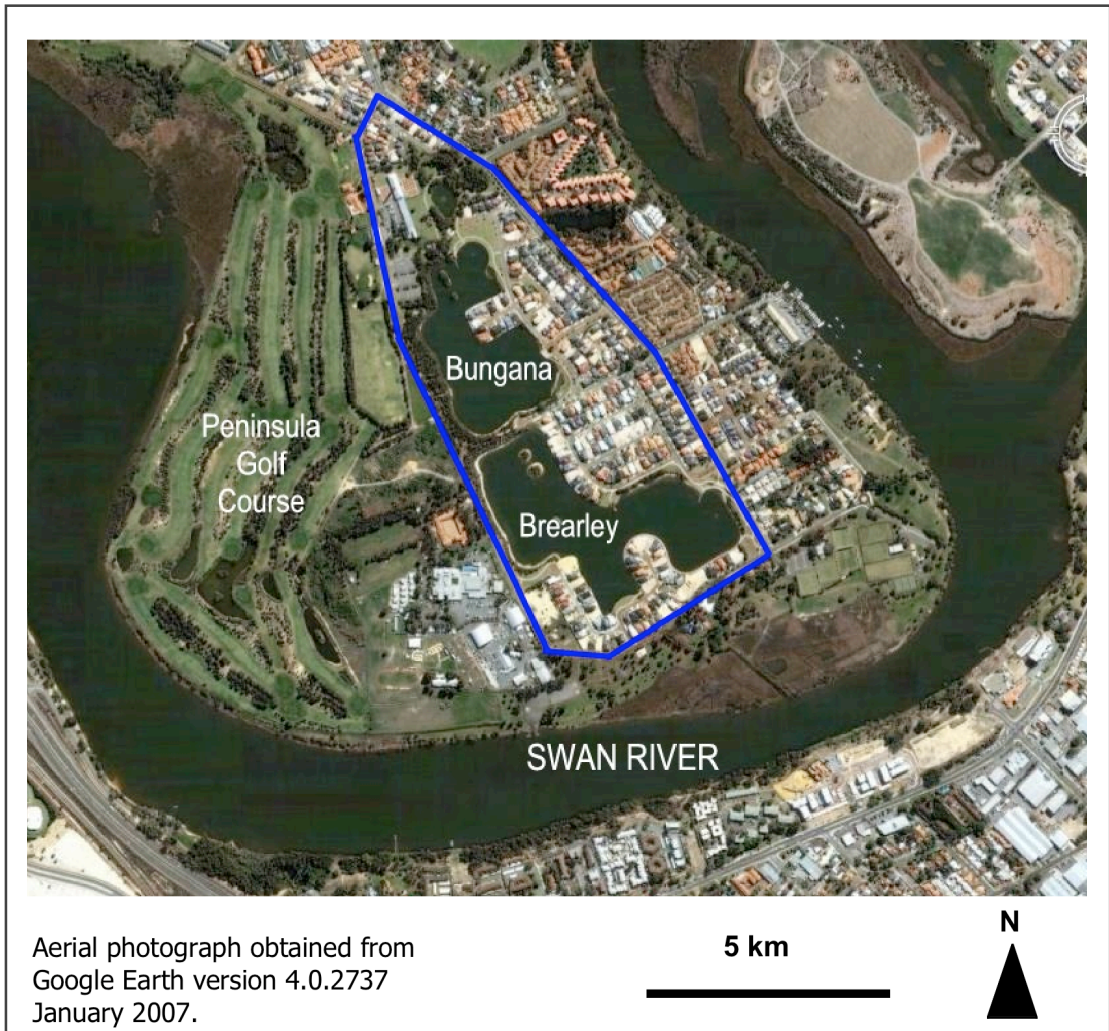 Bungana
Peninsula
Golf
Course
Brearley
SWAN RIVER
Aerial photograph obtained from
Google Earth version 4.0.2737
January 2007.
5 km
N